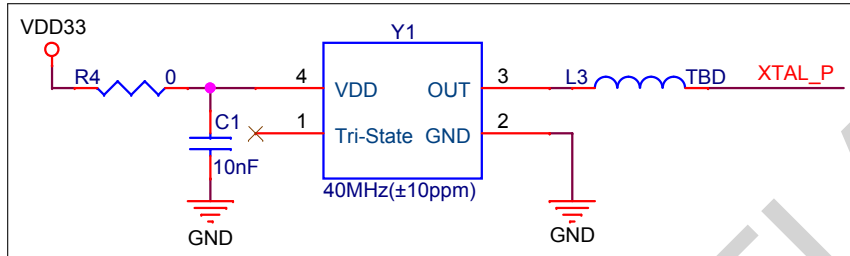 VDD33
Y1
R4 0
4 VDD OUT 3 L3 TBD XTAL_P
C1
1 Tri-State GND 2
10nF
40MHz(±10ppm)
GND GND